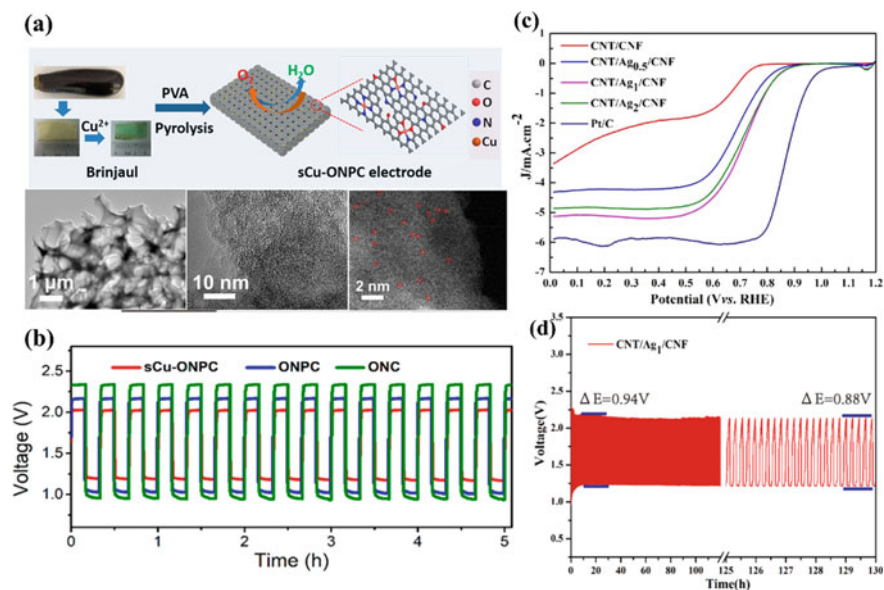 (a)
O₂
H₂O
PVA
Pyrolysis
Cu²⁺
Brinjaul
sCu-ONPC electrode
C
O
N
Cu
1 μm
10 nm
2 nm
(b)
sCu-ONPC
ONPC
ONC
Voltage (V)
2.5
2.0
1.5
1.0
0
1
2
3
4
5
Time (h)
(c)
CNT/CNF
CNT/Ag₀.₅/CNF
CNT/Ag₁/CNF
CNT/Ag₂/CNF
Pt/C
J/mA.cm⁻²
1
0
-1
-2
-3
-4
-5
-6
-7
0.0
0.1
0.2
0.3
0.4
0.5
0.6
0.7
0.8
0.9
1.0
1.1
1.2
Potential (Vvs. RHE)
(d)
CNT/Ag₁/CNF
Δ E=0.94V
Δ E=0.88V
Voltage(V)
3.5
3.0
2.5
2.0
1.5
1.0
0.5
0
20
40
60
80
100
125
126
127
128
129
130
Time(h)